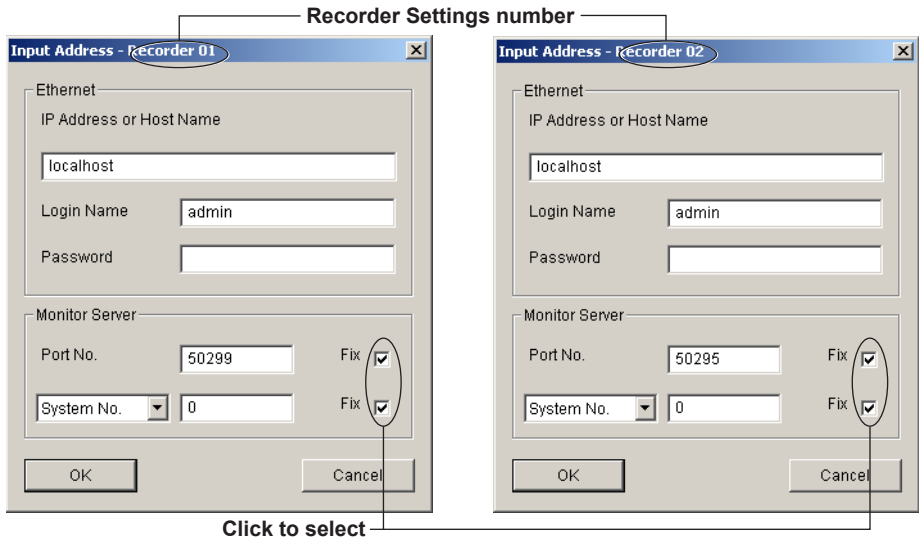 Recorder Settings number
Input Address - Recorder 01
Ethernet
IP Address or Host Name
localhost
Login Name admin
Password
Monitor Server
Port No. 50299 Fix
System No. 0 Fix
OK Cancel
Input Address - Recorder 02
Ethernet
IP Address or Host Name
localhost
Login Name admin
Password
Monitor Server
Port No. 50295 Fix
System No. 0 Fix
OK Cancel
Click to select